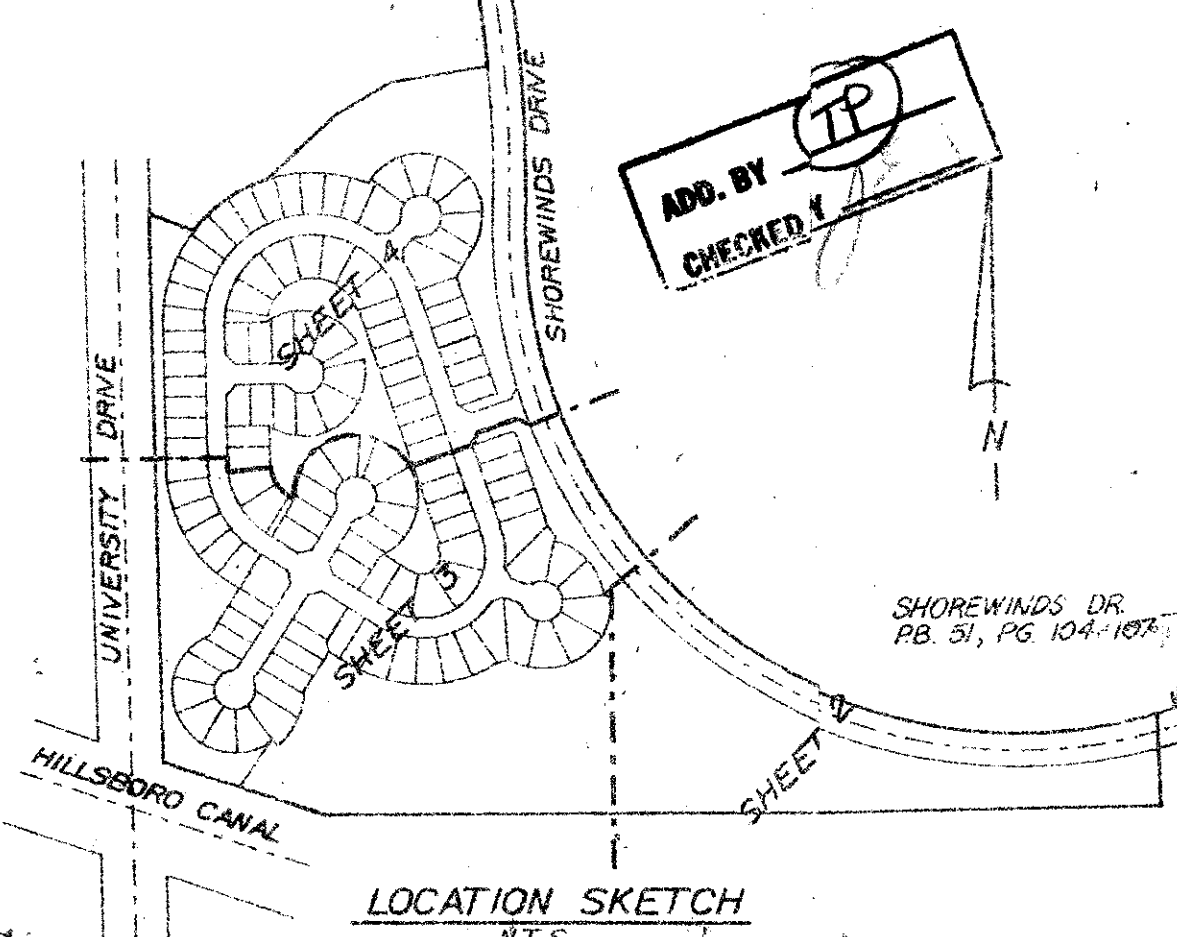 SHOREWINDS DRIVE
ADD. BY TP
CHECKED Y
SHEET 4
UNIVERSITY DRIVE
N
SHEET 3
SHOREWINDS DR.
P.B. 51, PG. 104-107
SHEET 2
HILLSBORO CANAL
LOCATION SKETCH
N.T.S.